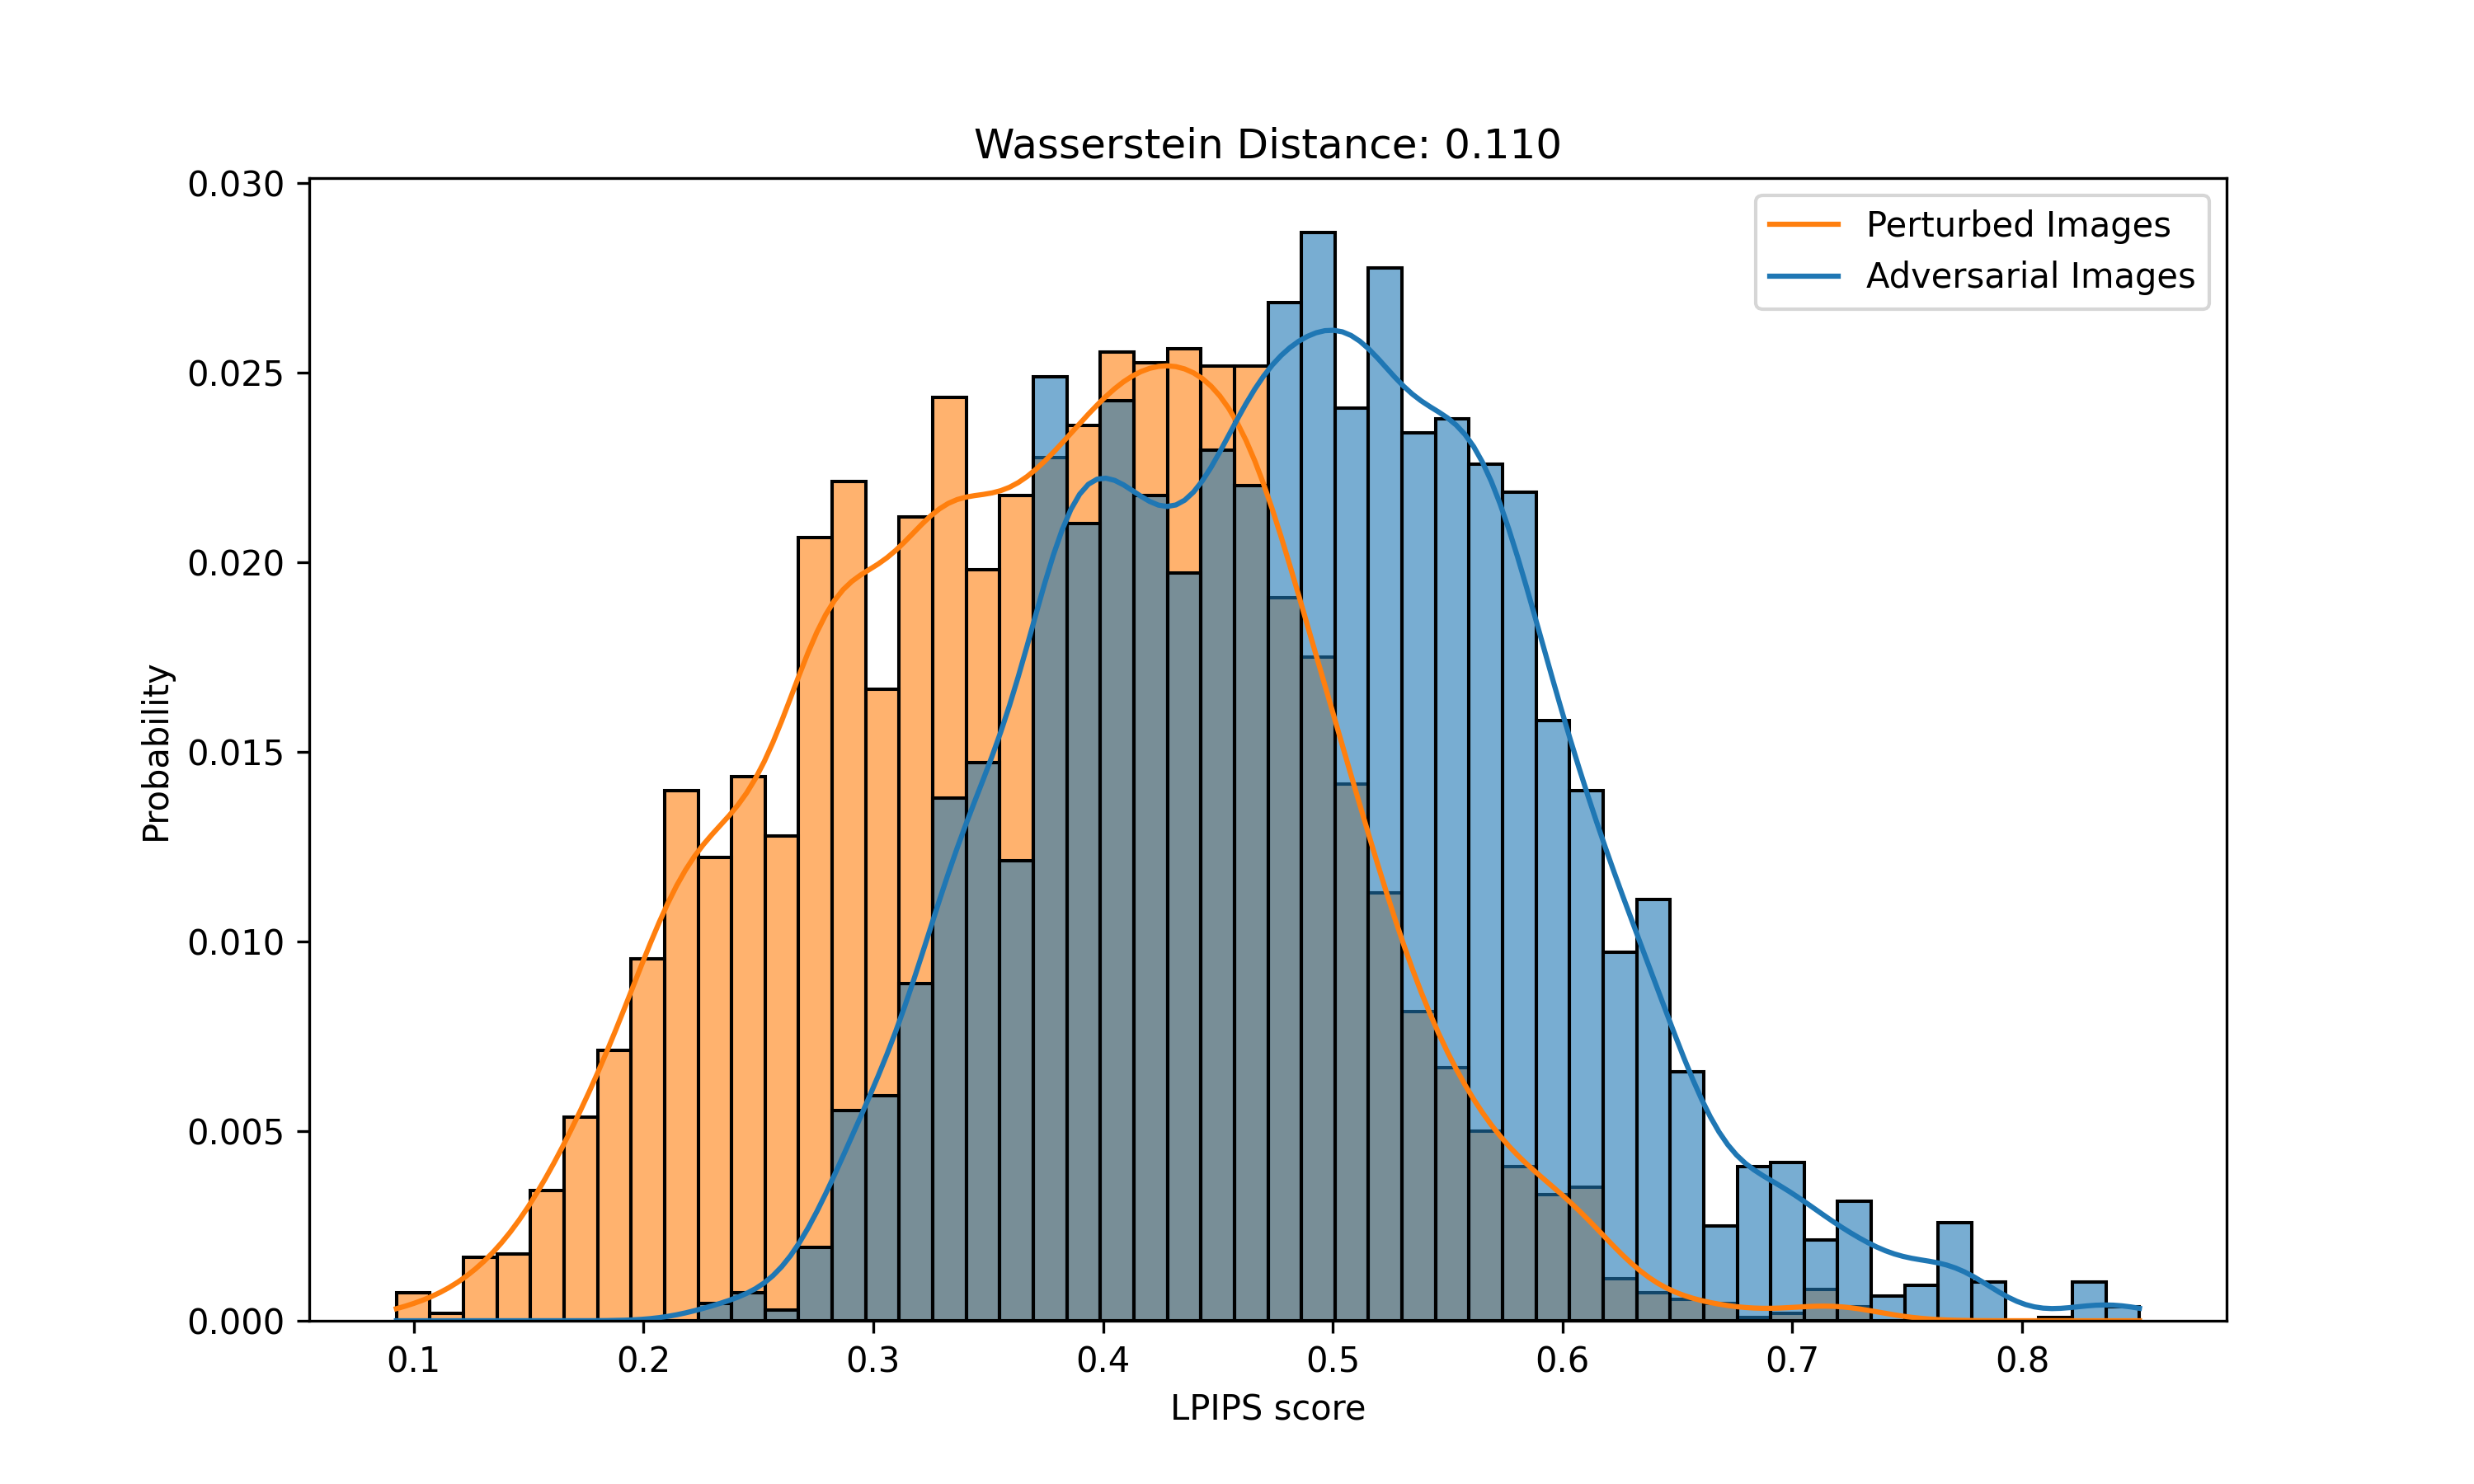 Wasserstein Distance: 0.110
Perturbed Images
Adversarial Images
Probability
0.030
0.025
0.020
0.015
0.010
0.005
0.000
0.1 0.2 0.3 0.4 0.5 0.6 0.7 0.8
LPIPS score